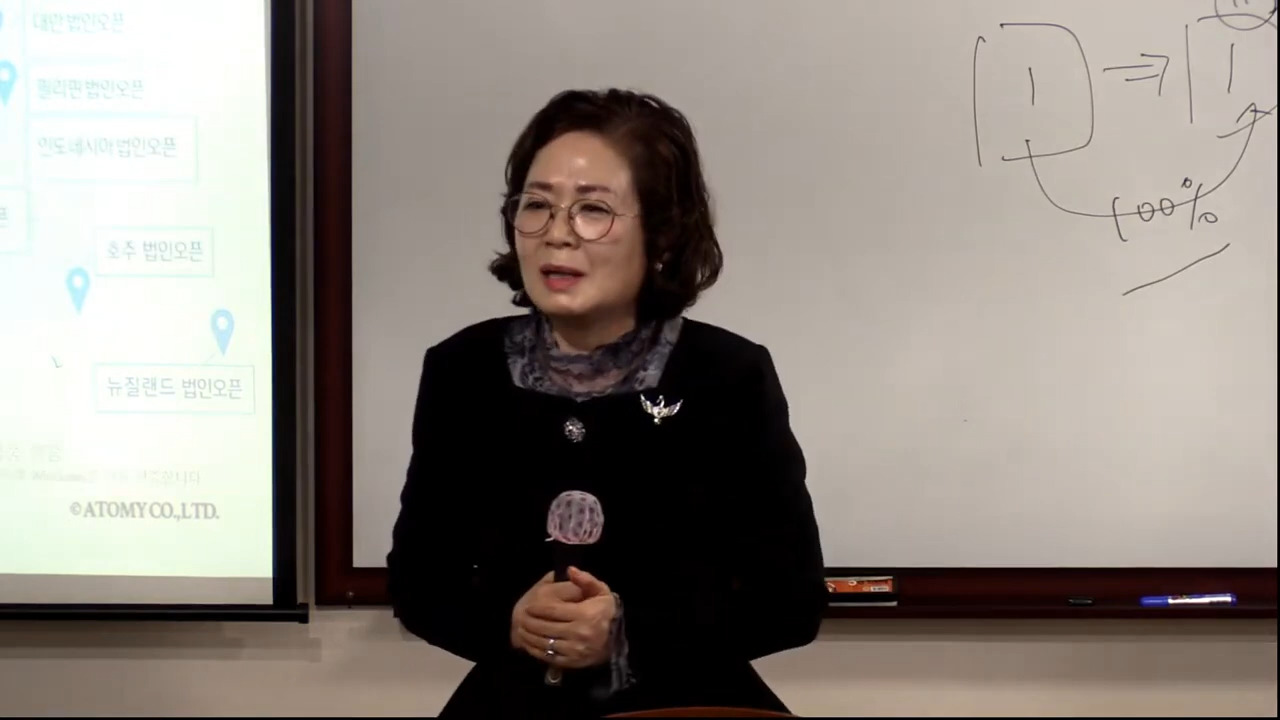 대만 법인오픈
필리핀 법인오픈
인도네시아 법인오픈
호주 법인오픈
뉴질랜드 법인오픈
© ATOMY CO.,LTD.
1 ⇒ 1
100%